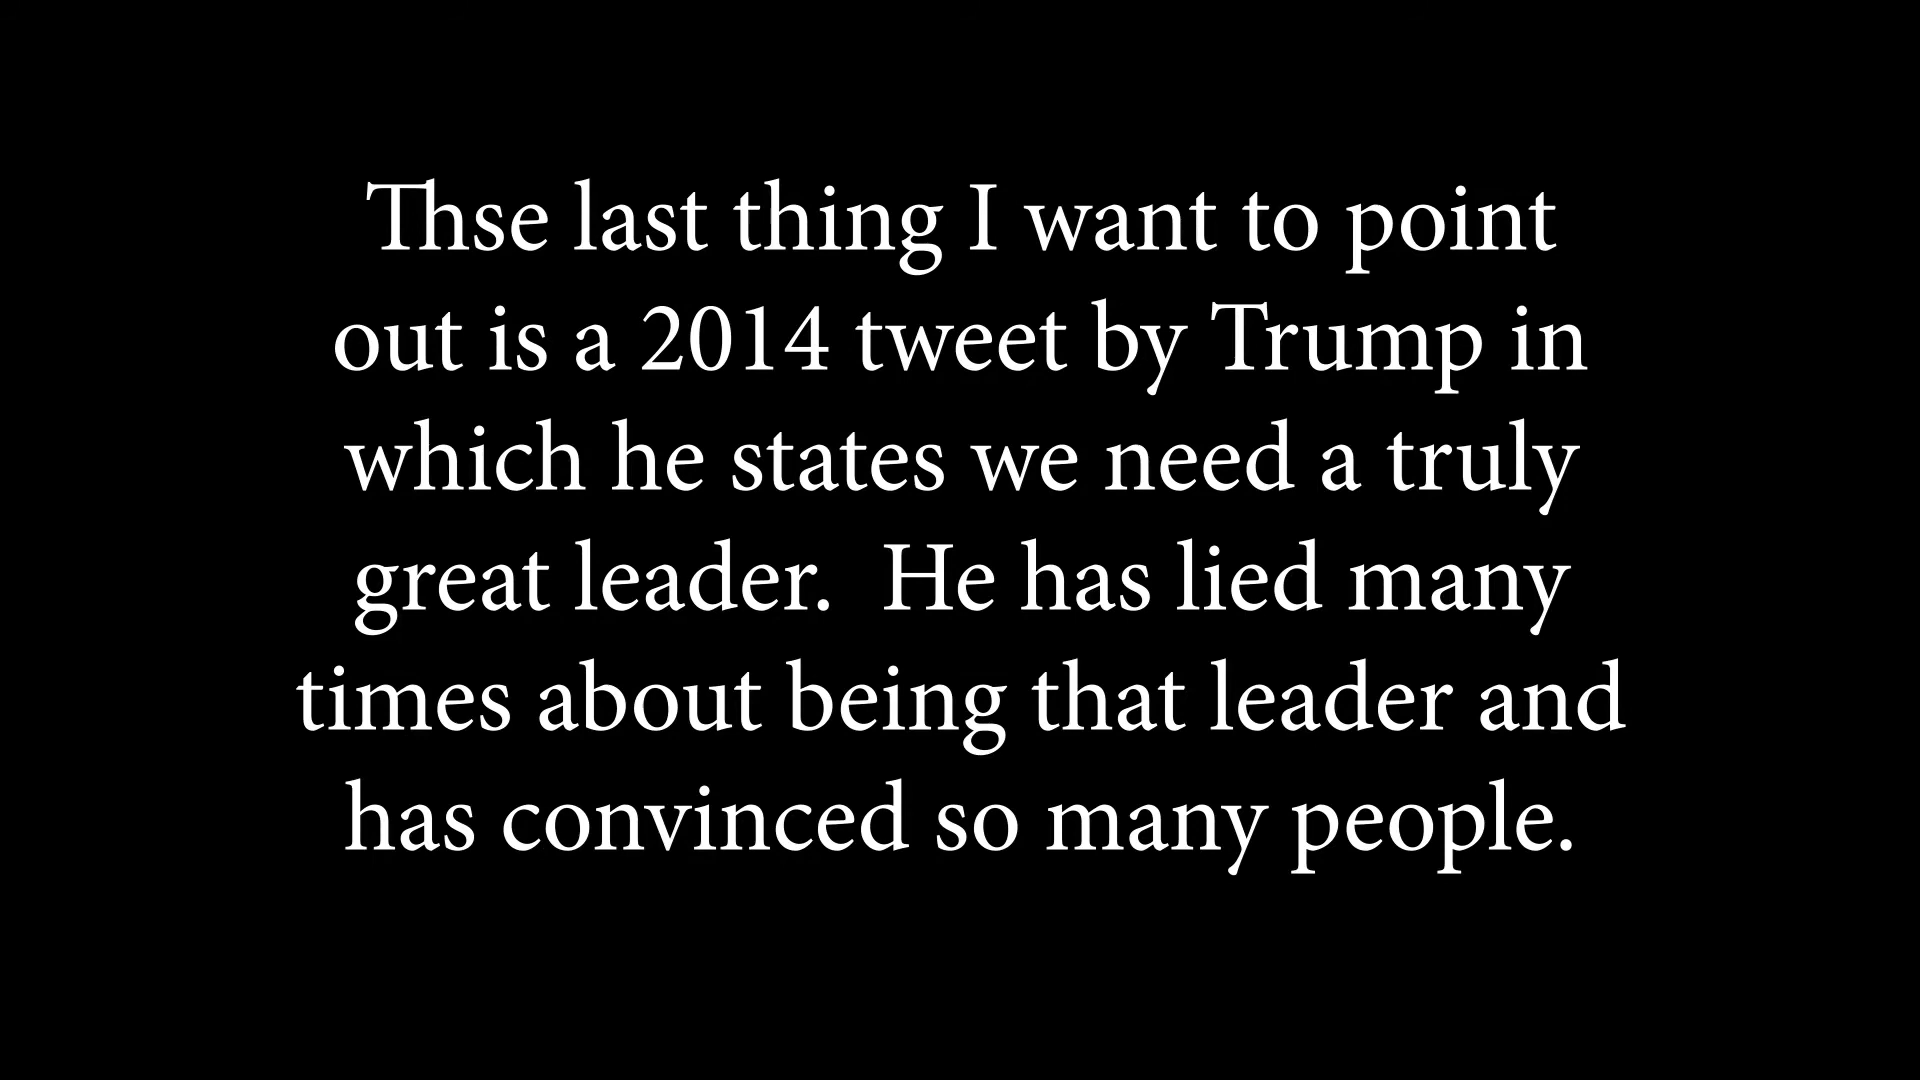 Thse last thing I want to point
out is a 2014 tweet by Trump in
which he states we need a truly
great leader.  He has lied many
times about being that leader and
has convinced so many people.